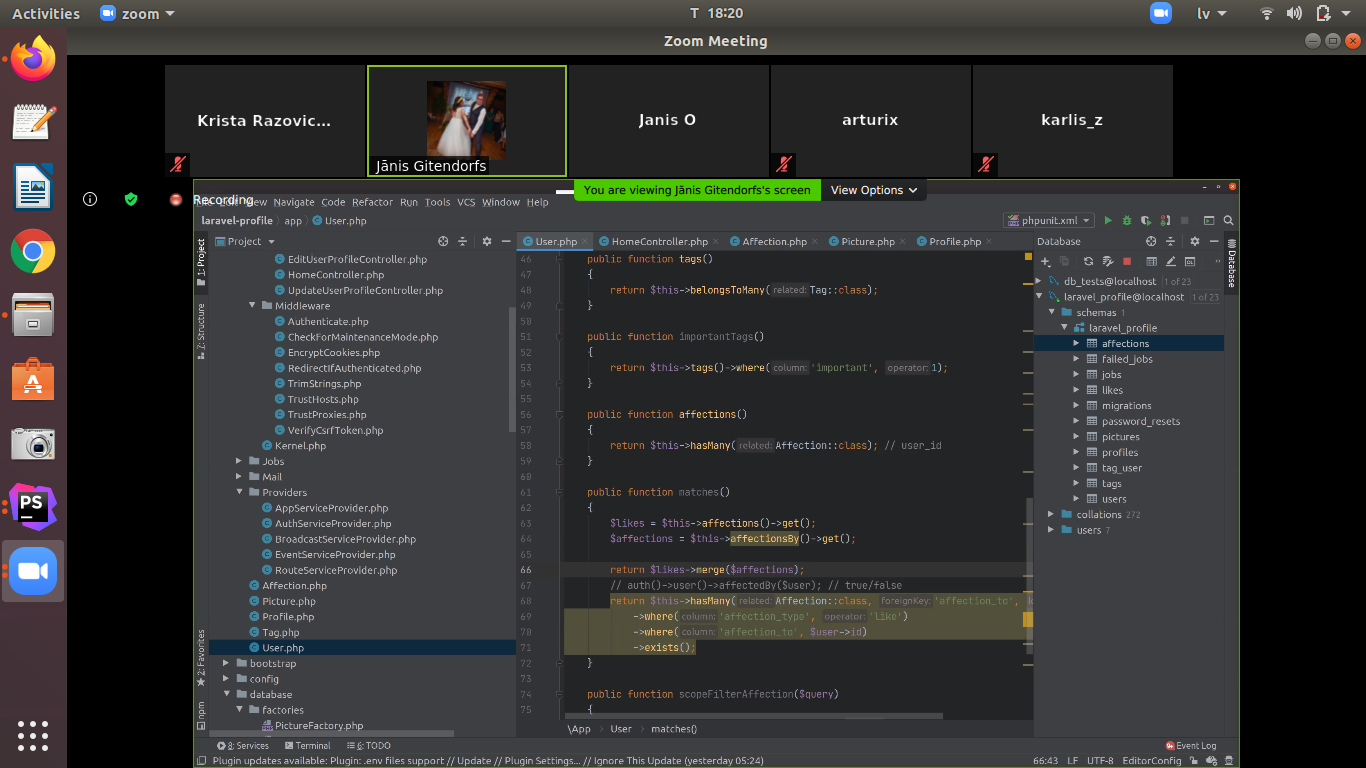 Activities
zoom
T 18:20
lv
Zoom Meeting
Krista Razovic...
Jānis Gitendorfs
Janis O
arturix
karlis_z
You are viewing Jānis Gitendorfs's screen
View Options
Recording
View Navigate Code Refactor Run Tools VCS Window Help
laravel-profile app User.php
phpunit.xml
1: Project
7: Structure
2: Favorites
npm
Project
EditUserProfileController.php
HomeController.php
UpdateUserProfileController.php
Middleware
Authenticate.php
CheckForMaintenanceMode.php
EncryptCookies.php
RedirectIfAuthenticated.php
TrimStrings.php
TrustHosts.php
TrustProxies.php
VerifyCsrfToken.php
Kernel.php
Jobs
Mail
Providers
AppServiceProvider.php
AuthServiceProvider.php
BroadcastServiceProvider.php
EventServiceProvider.php
RouteServiceProvider.php
Affection.php
Picture.php
Profile.php
Tag.php
User.php
bootstrap
config
database
factories
PictureFactory.php
User.php HomeController.php Affection.php Picture.php Profile.php
46 public function tags()
47 {
48 return $this->belongsToMany( related: Tag::class);
49 }
50
51 public function importantTags()
52 {
53 return $this->tags()->where( column: 'important', operator: 1);
54 }
55
56 public function affections()
57 {
58 return $this->hasMany( related: Affection::class); // user_id
59 }
60
61 public function matches()
62 {
63 $likes = $this->affections()->get();
64 $affections = $this->affectionsBy()->get();
65
66 return $likes->merge($affections);
67 // auth()->user()->affectedBy($user); // true/false
68 return $this->hasMany( related: Affection::class, foreignKey: 'affection_to',
69 ->where( column: 'affection_type', operator: 'like')
70 ->where( column: 'affection_to', $user->id)
71 ->exists();
72 }
73
74 public function scopeFilterAffection($query)
75 {
\App User matches()
Database
Database
db_tests@localhost 1 of 23
laravel_profile@localhost 1 of 23
schemas 1
laravel_profile
affections
failed_jobs
jobs
likes
migrations
password_resets
pictures
profiles
tag_user
tags
users
collations 272
users 7
8: Services Terminal 6: TODO
Event Log
Plugin updates available: Plugin: .env files support // Update // Plugin Settings... // Ignore This Update (yesterday 05:24)
66:43 LF UTF-8 EditorConfig
PS